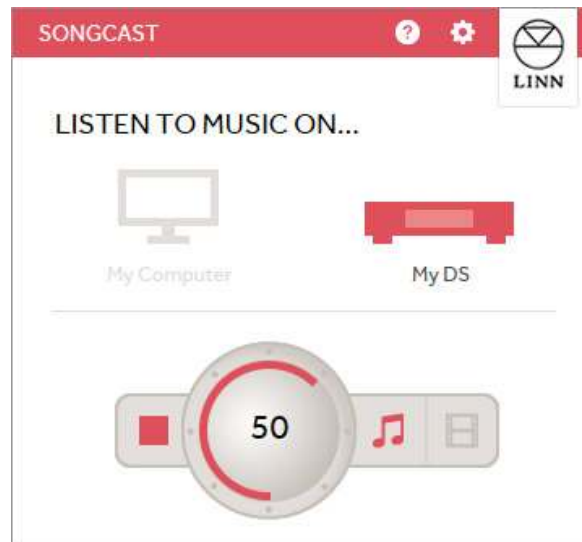 SONGCAST
?
LINN
LISTEN TO MUSIC ON...
My Computer
My DS
50